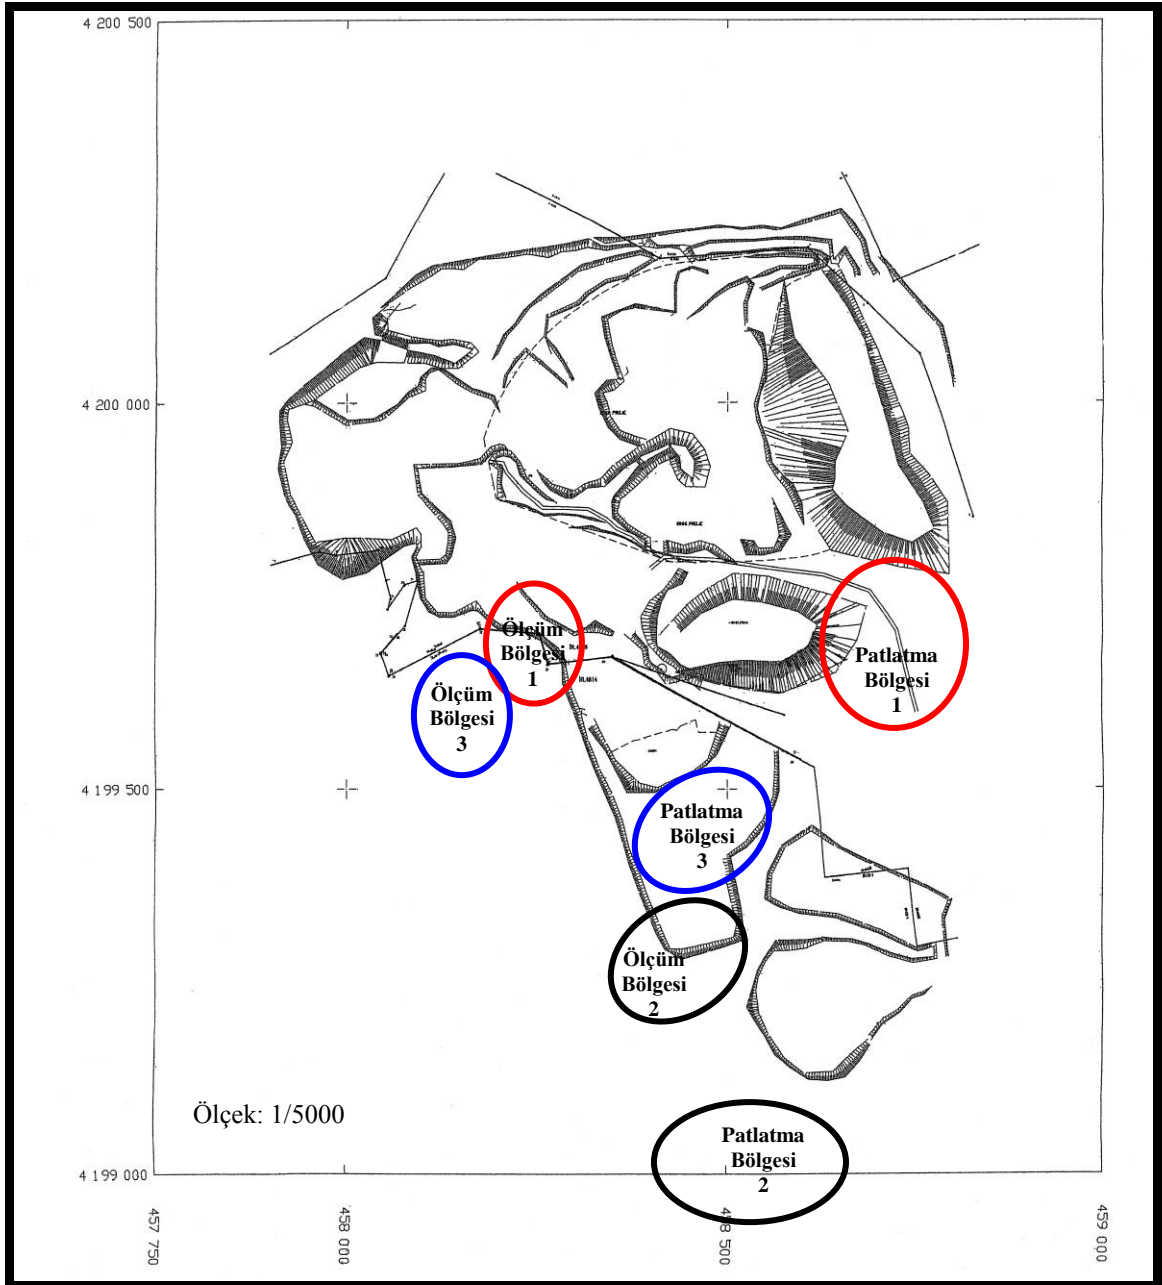 4 200 500
4 200 000
Ölçüm
Bölgesi
1
Patlatma
Bölgesi
1
Ölçüm
Bölgesi
3
4 199 500
Patlatma
Bölgesi
3
Ölçüm
Bölgesi
2
Ölçek: 1/5000
Patlatma
Bölgesi
2
4 199 000
457 750
458 000
458 500
459 000